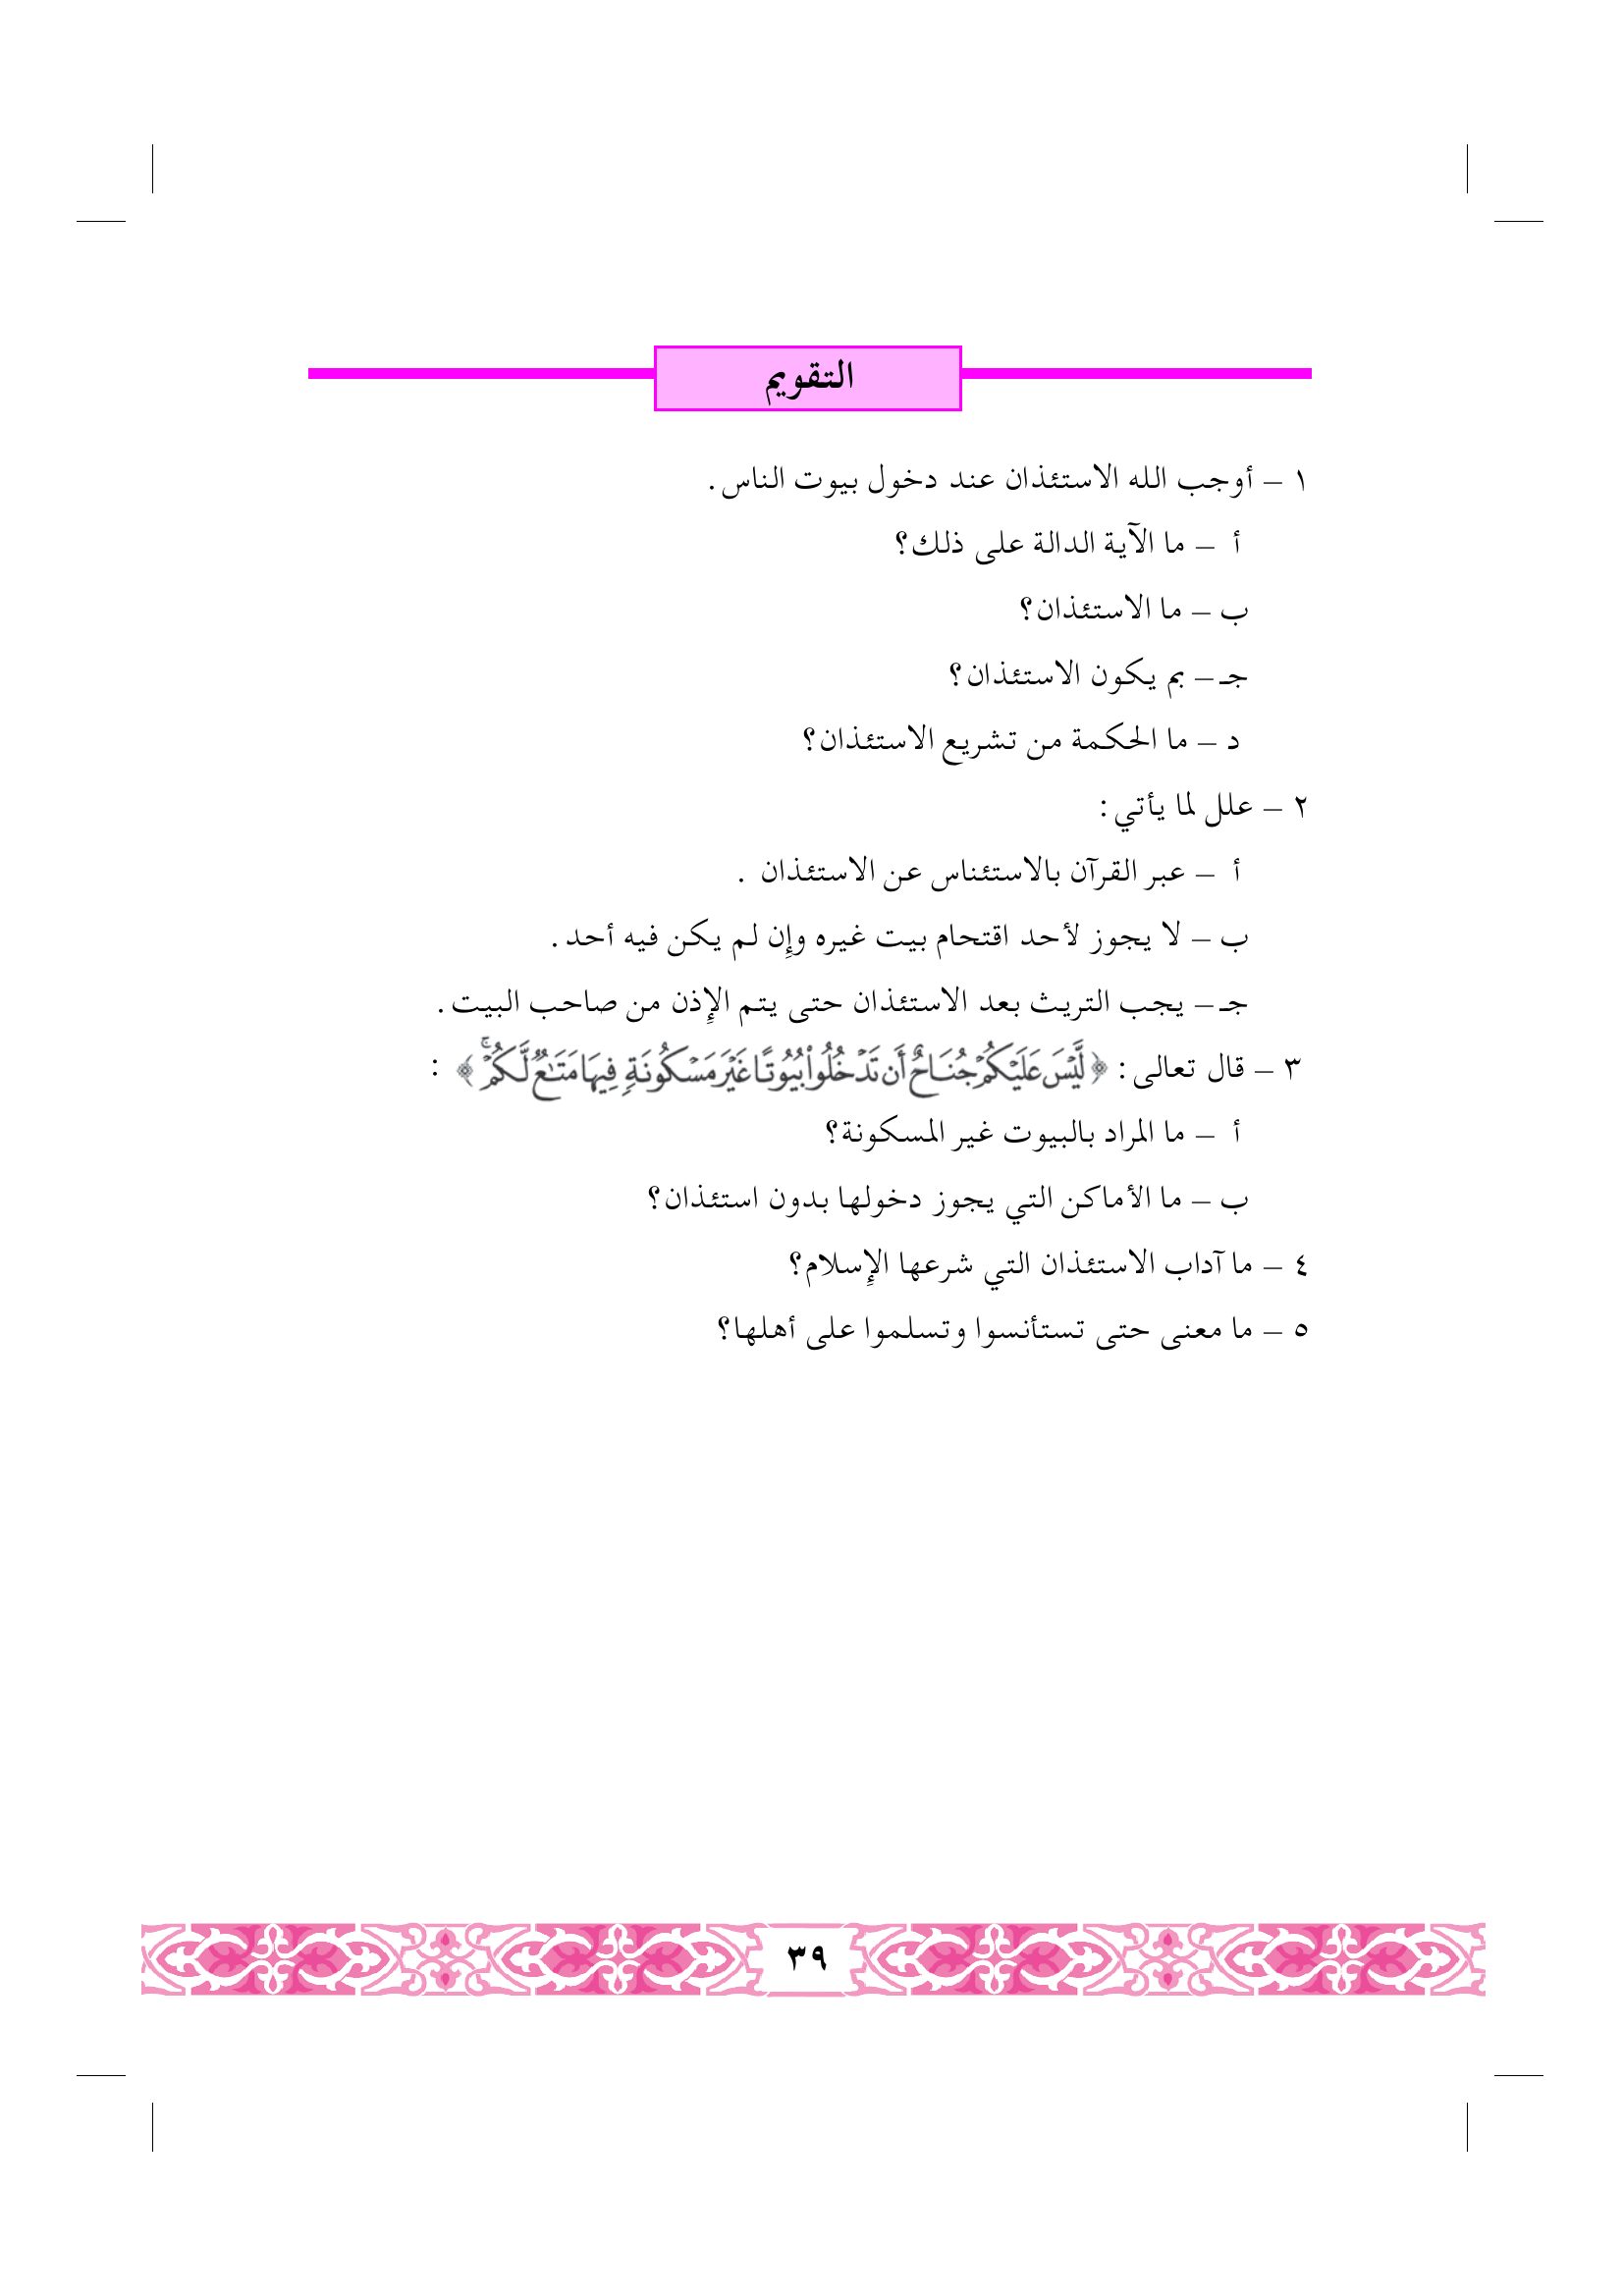 التقويم
١ – أوجب الله الاستئذان عند دخول بيوت الناس.
أ – ما الآية الدالة على ذلك؟
ب – ما الاستئذان؟
جـ – بم يكون الاستئذان؟
د – ما الحكمة من تشريع الاستئذان؟
٢ – علل لما يأتي:
أ – عبر القرآن بالاستئناس عن الاستئذان .
ب – لا يجوز لأحد اقتحام بيت غيره وإن لم يكن فيه أحد.
جـ – يجب التريث بعد الاستئذان حتى يتم الإذن من صاحب البيت.
٣ – قال تعالى: ﴿ لَّيْسَ عَلَيْكُمْ جُنَاحٌ أَن تَدْخُلُوا۟ بُيُوتًا غَيْرَ مَسْكُونَةٍ فِيهَا مَتَـٰعٌ لَّكُمْ ۚ ﴾ :
أ – ما المراد بالبيوت غير المسكونة؟
ب – ما الأماكن التي يجوز دخولها بدون استئذان؟
٤ – ما آداب الاستئذان التي شرعها الإسلام؟
٥ – ما معنى حتى تستأنسوا وتسلموا على أهلها؟
٣٩